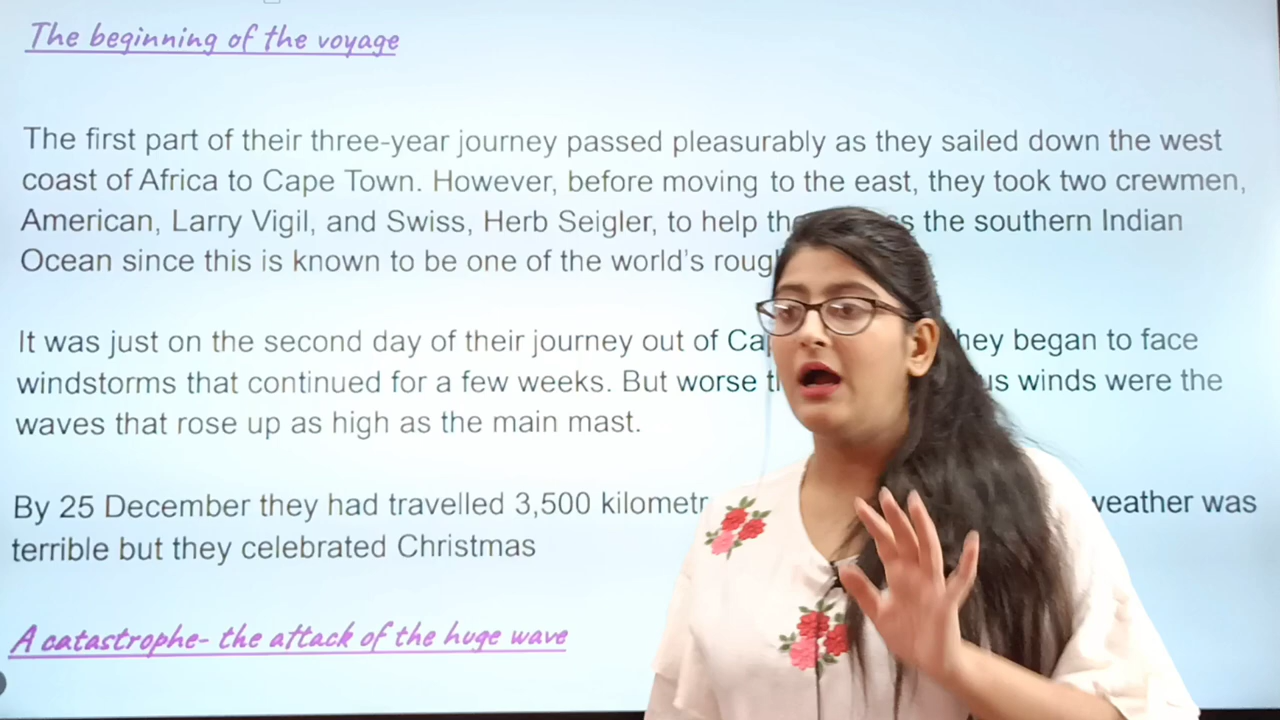 The beginning of the voyage
The first part of their three-year journey passed pleasurably as they sailed down the west
coast of Africa to Cape Town. However, before moving to the east, they took two crewmen,
American, Larry Vigil, and Swiss, Herb Seigler, to help the southern Indian
Ocean since this is known to be one of the world's
It was just on the second day of their journey out of began to face
windstorms that continued for a few weeks. But worse winds were the
waves that rose up as high as the main mast.
By 25 December they had travelled 3,500 weather was
terrible but they celebrated Christmas
A catastrophe- the attack of the huge wave